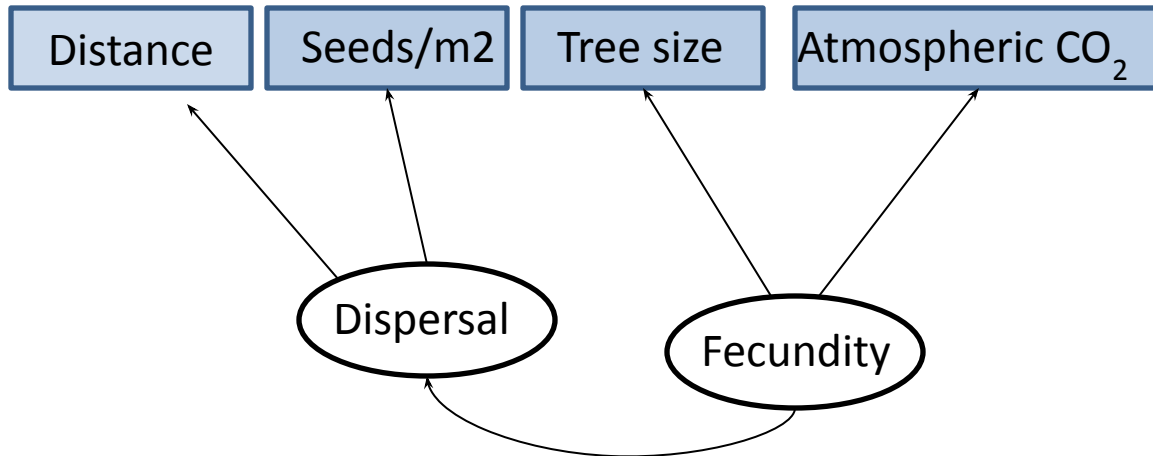 Distance
Seeds/m2
Tree size
Atmospheric CO₂
Dispersal
Fecundity